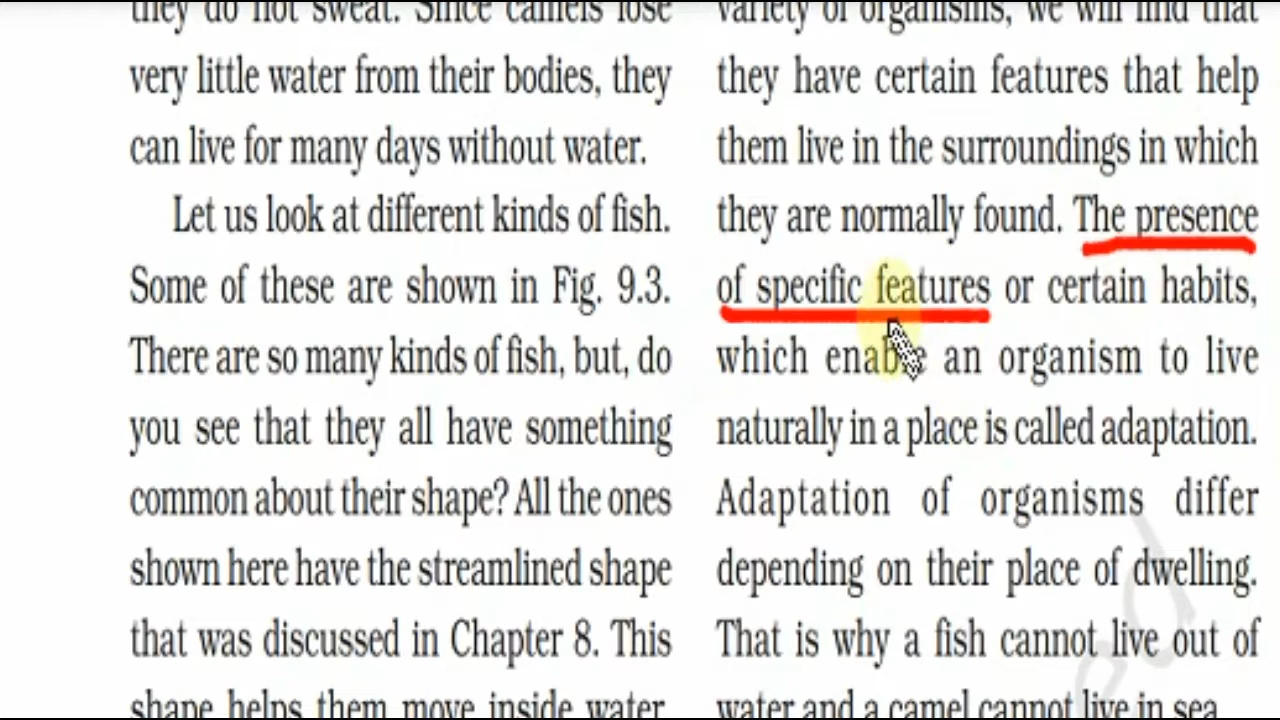 they do not sweat. Since camels lose
very little water from their bodies, they
can live for many days without water.
Let us look at different kinds of fish.
Some of these are shown in Fig. 9.3.
There are so many kinds of fish, but, do
you see that they all have something
common about their shape? All the ones
shown here have the streamlined shape
that was discussed in Chapter 8. This
shape helps them move inside water.
variety of organisms, we will find that
they have certain features that help
them live in the surroundings in which
they are normally found. The presence
of specific features or certain habits,
which enable an organism to live
naturally in a place is called adaptation.
Adaptation of organisms differ
depending on their place of dwelling.
That is why a fish cannot live out of
water and a camel cannot live in sea